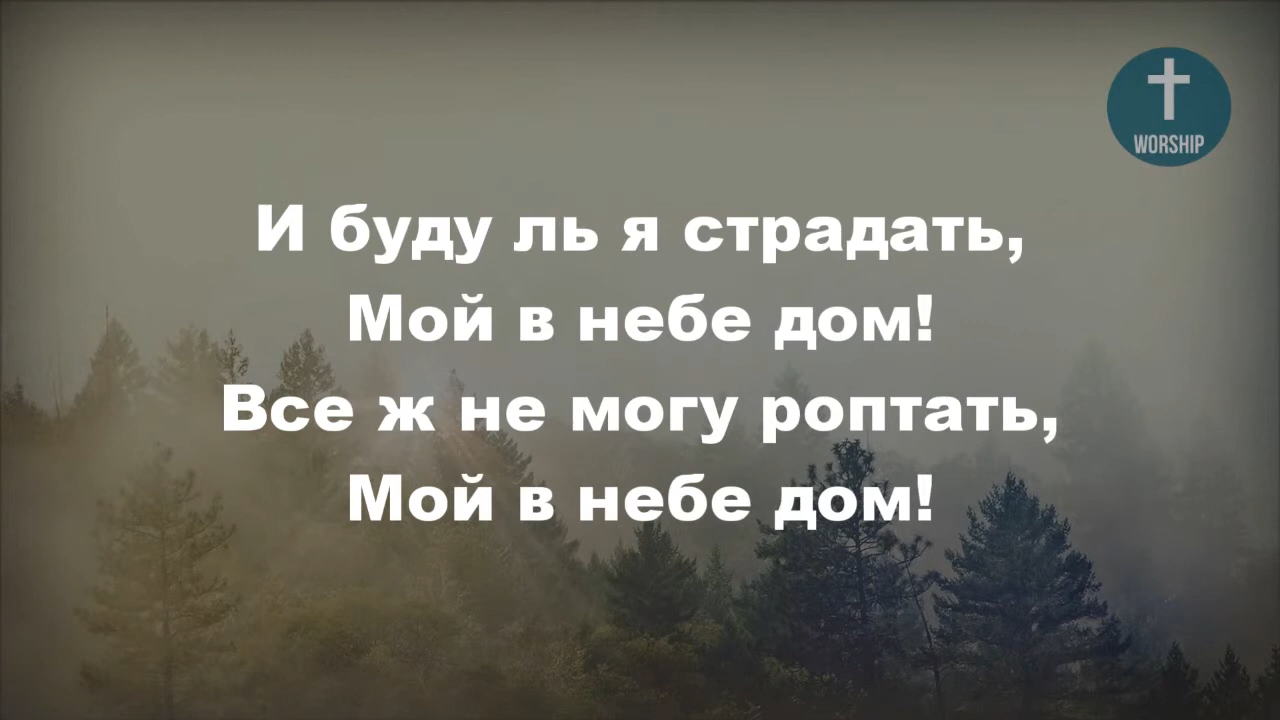 WORSHIP
И буду ль я страдать,
Мой в небе дом!
Все ж не могу роптать,
Мой в небе дом!